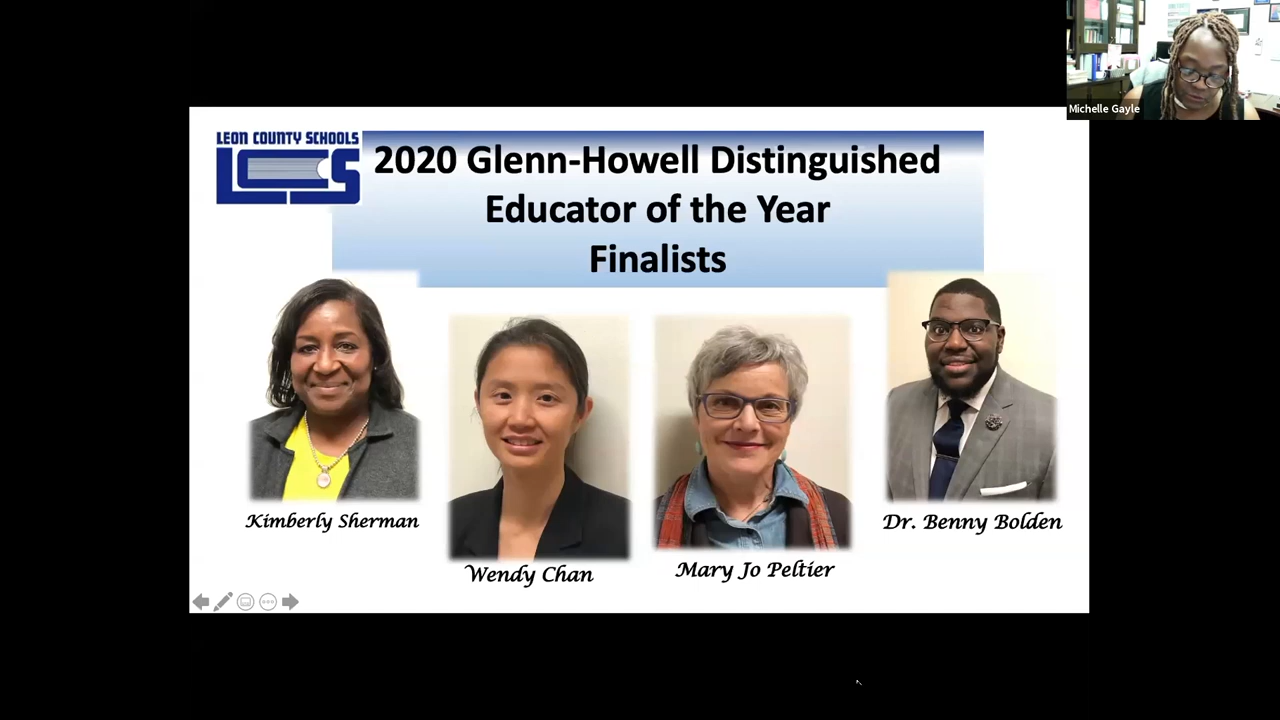 Michelle Gayle
LEON COUNTY SCHOOLS
LCS
2020 Glenn-Howell Distinguished
Educator of the Year
Finalists
Kimberly Sherman
Wendy Chan
Mary Jo Peltier
Dr. Benny Bolden